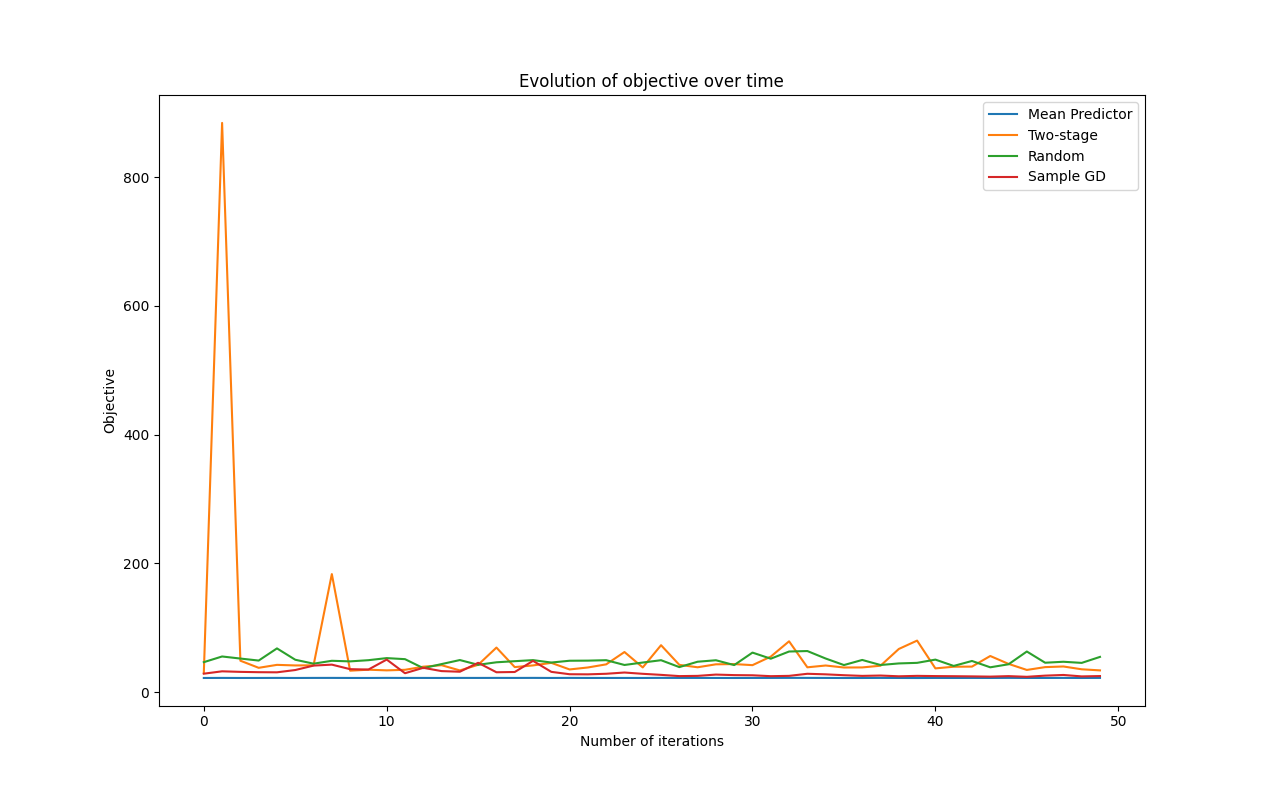 Evolution of objective over time
Mean Predictor
Two-stage
Random
Sample GD
Objective
800
600
400
200
0
0 10 20 30 40 50
Number of iterations